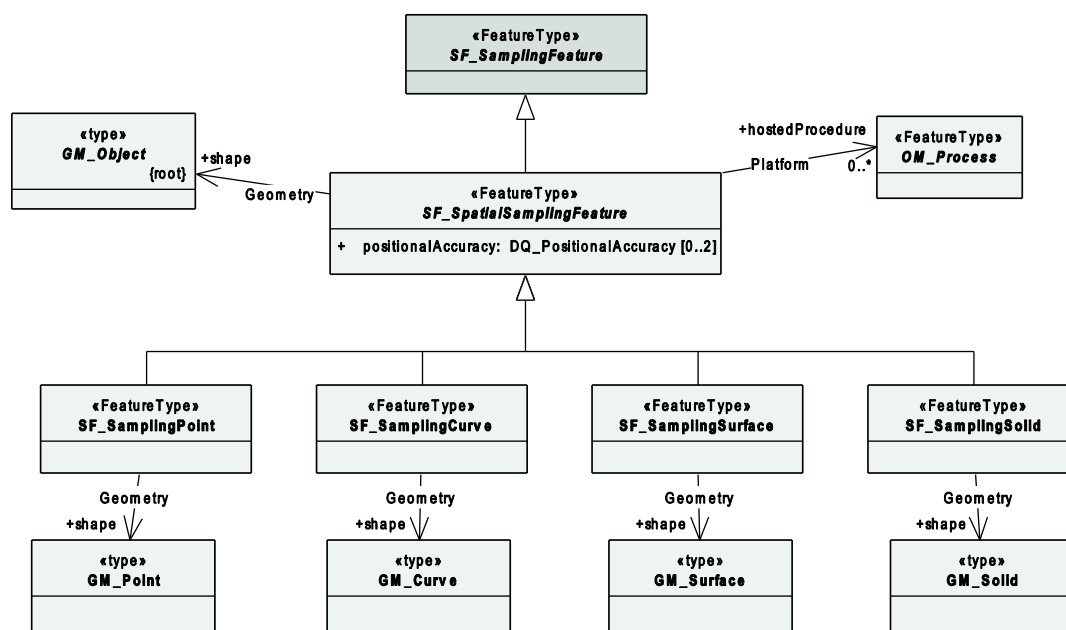 «FeatureType»
SF_SamplingFeature
«type»
GM_Object
{root}
+shape
Geometry
+hostedProcedure
Platform
0..*
«FeatureType»
OM_Process
«FeatureType»
SF_SpatialSamplingFeature
+ positionalAccuracy: DQ_PositionalAccuracy [0..2]
«FeatureType»
SF_SamplingPoint
«FeatureType»
SF_SamplingCurve
«FeatureType»
SF_SamplingSurface
«FeatureType»
SF_SamplingSolid
Geometry
+shape
Geometry
+shape
Geometry
+shape
Geometry
+shape
«type»
GM_Point
«type»
GM_Curve
«type»
GM_Surface
«type»
GM_Solid